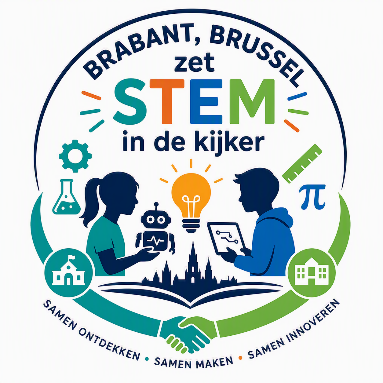 BRABANT, BRUSSEL
zet
STEM
in de kijker
π
SAMEN ONTDEKKEN • SAMEN MAKEN • SAMEN INNOVEREN